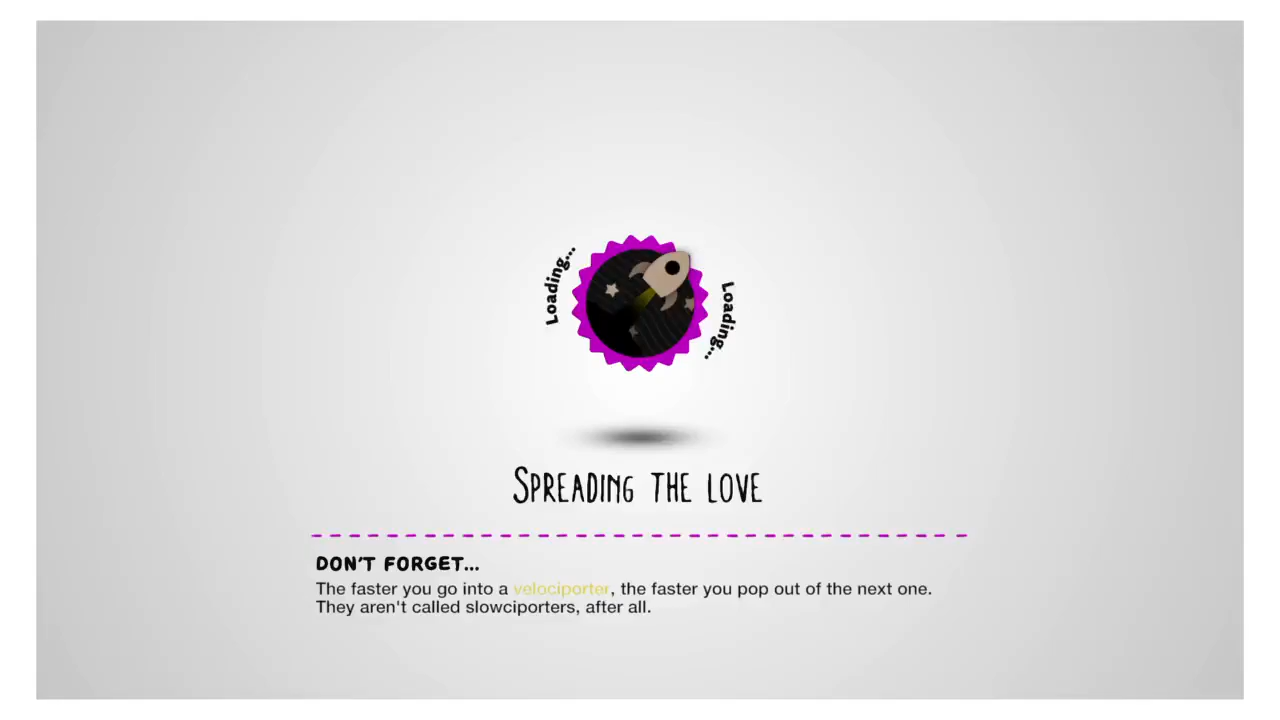 Loading...
Loading...
SPREADING THE LOVE
DON'T FORGET...
The faster you go into a velociporter, the faster you pop out of the next one.
They aren't called slowciporters, after all.